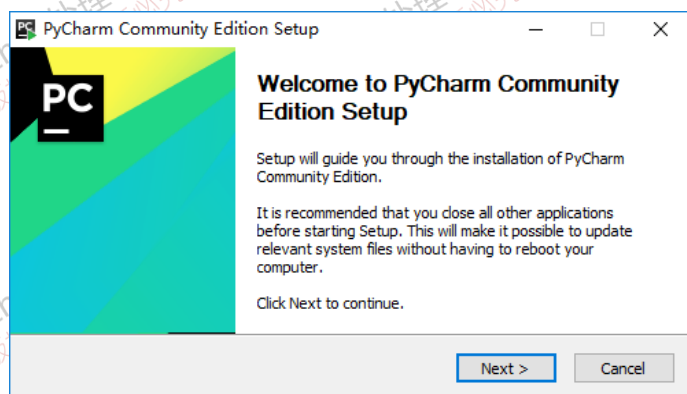 PyCharm Community Edition Setup
PC
Welcome to PyCharm Community
Edition Setup
Setup will guide you through the installation of PyCharm
Community Edition.
It is recommended that you close all other applications
before starting Setup. This will make it possible to update
relevant system files without having to reboot your
computer.
Click Next to continue.
Next >
Cancel